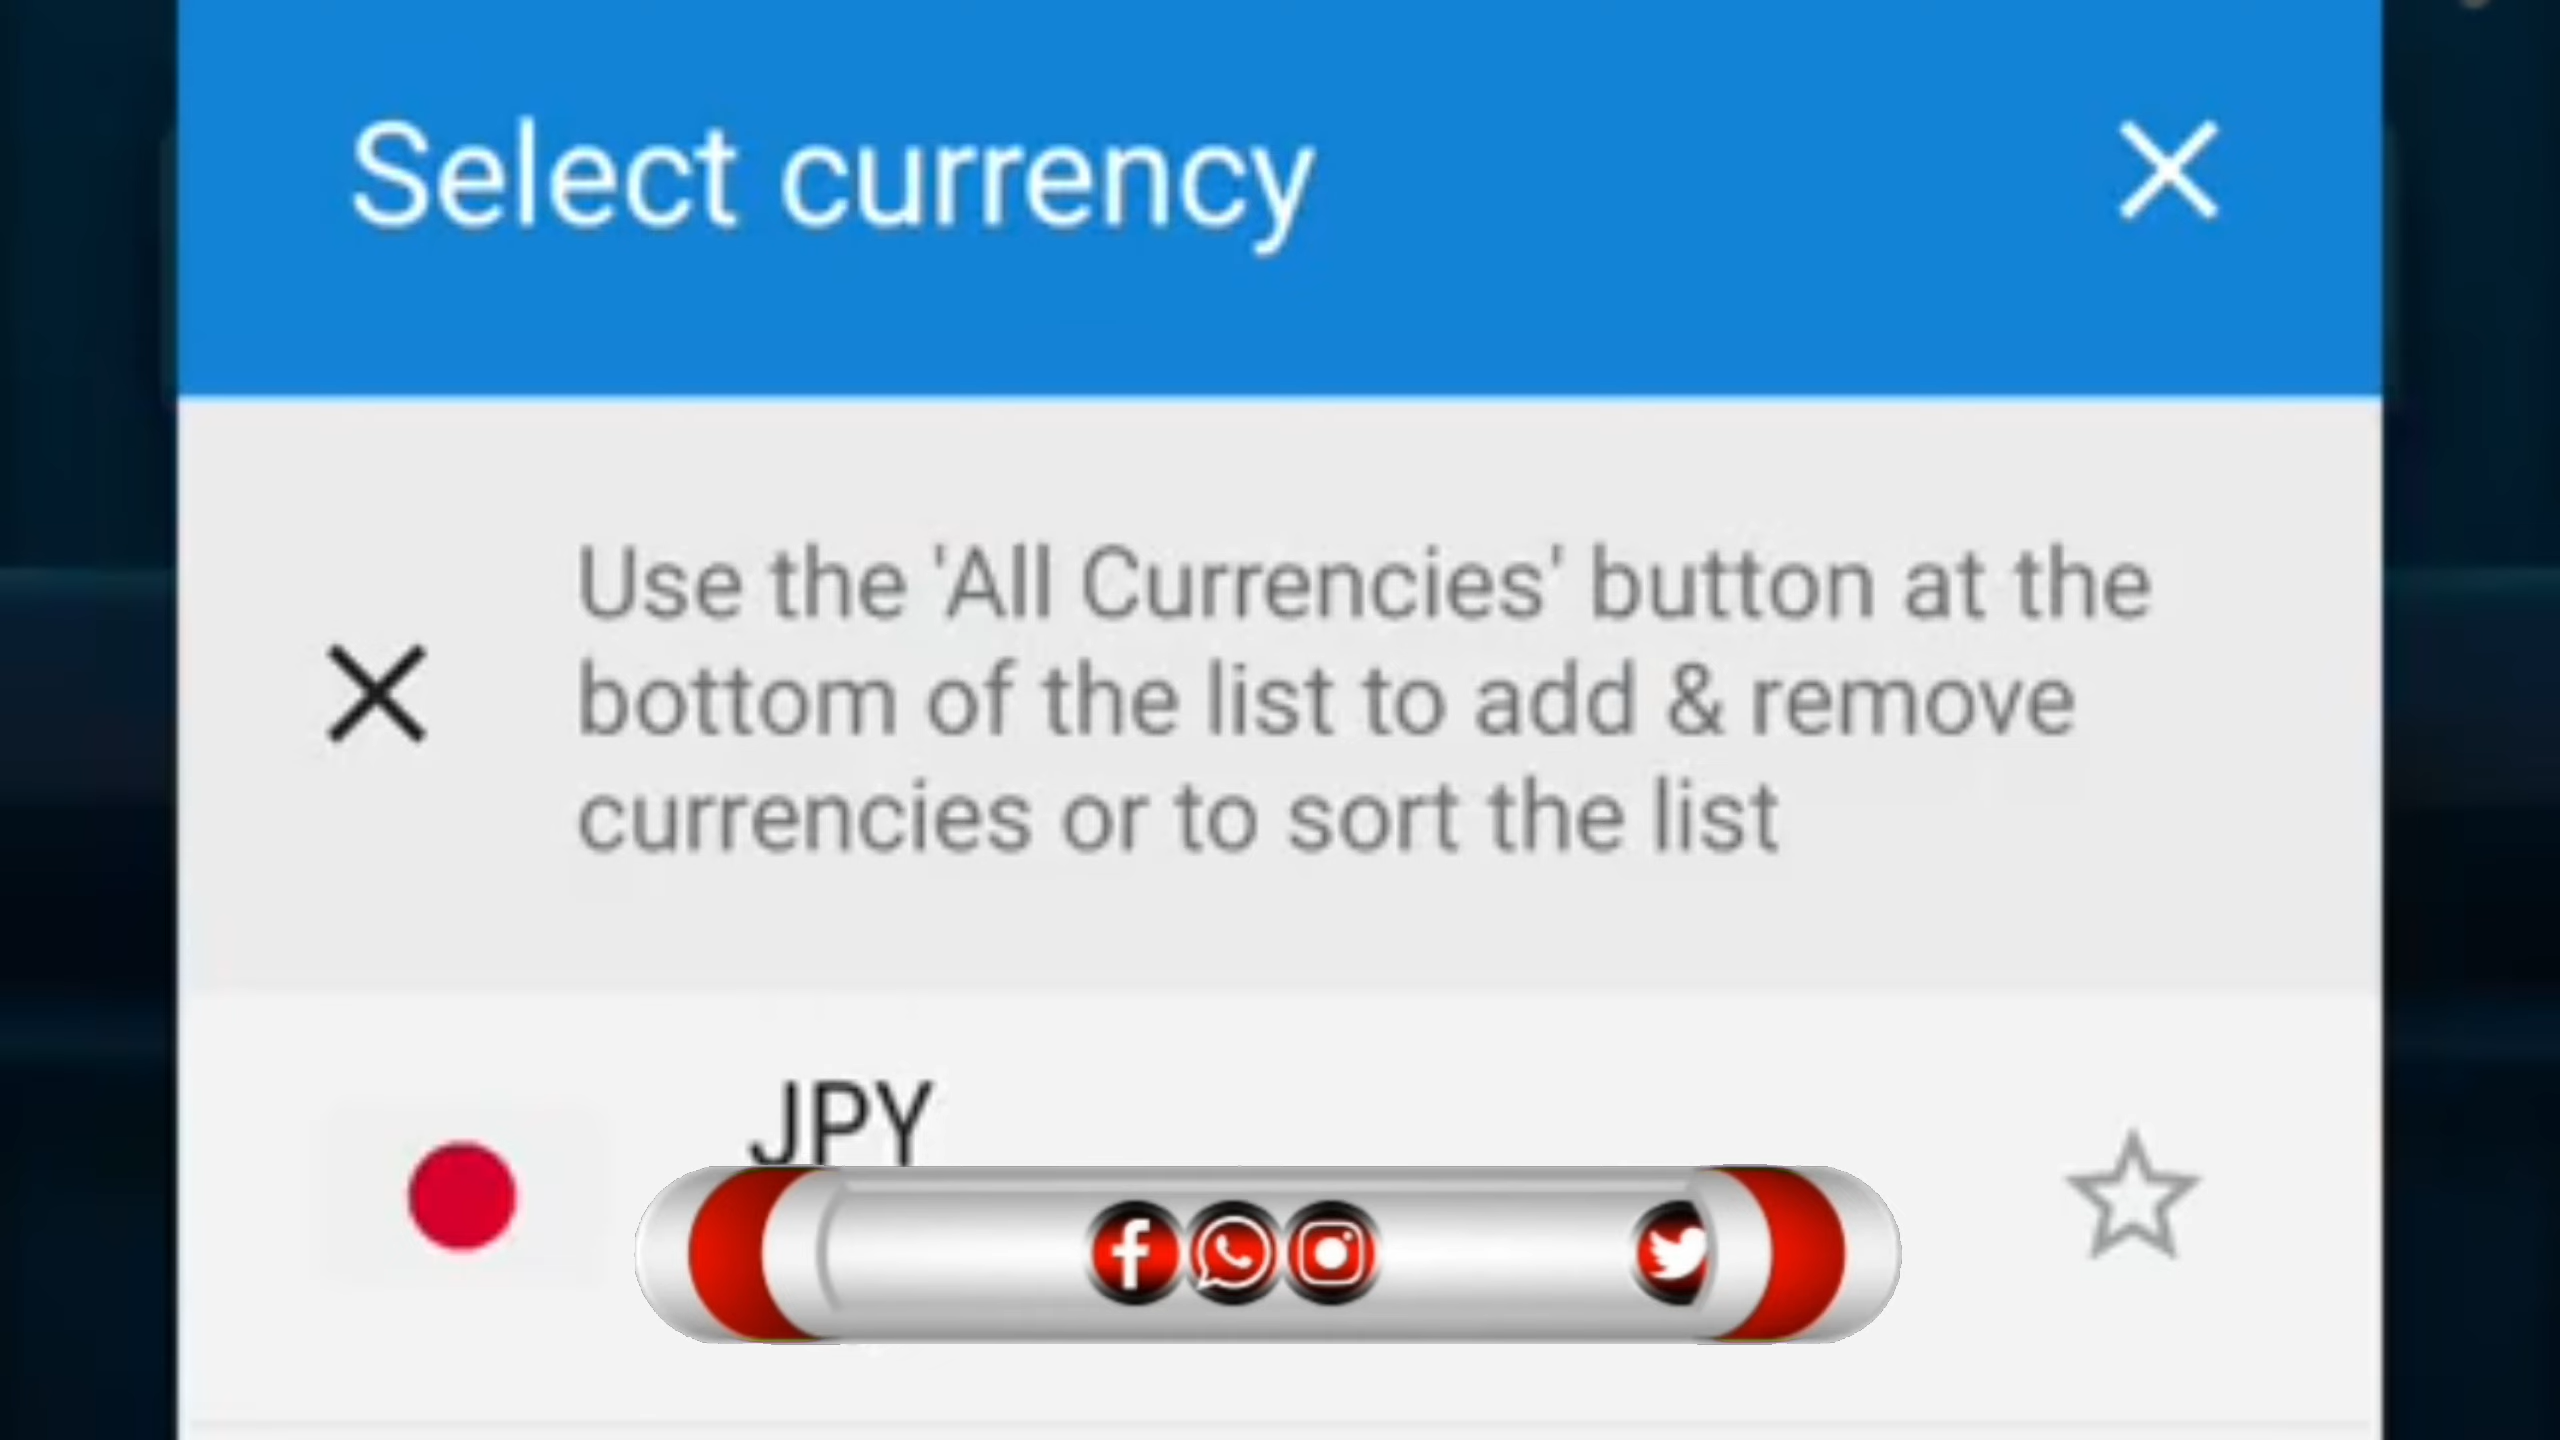 Select currency
Use the 'All Currencies' button at the
bottom of the list to add & remove
currencies or to sort the list
JPY